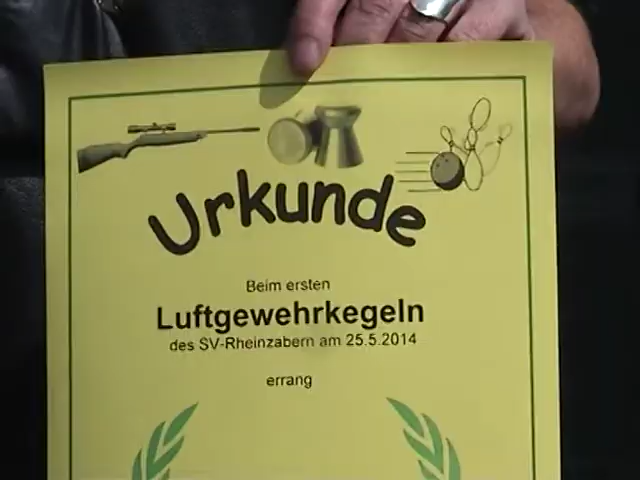 Urkunde
Beim ersten
Luftgewehrkegeln
des SV-Rheinzabern am 25.5.2014
errang